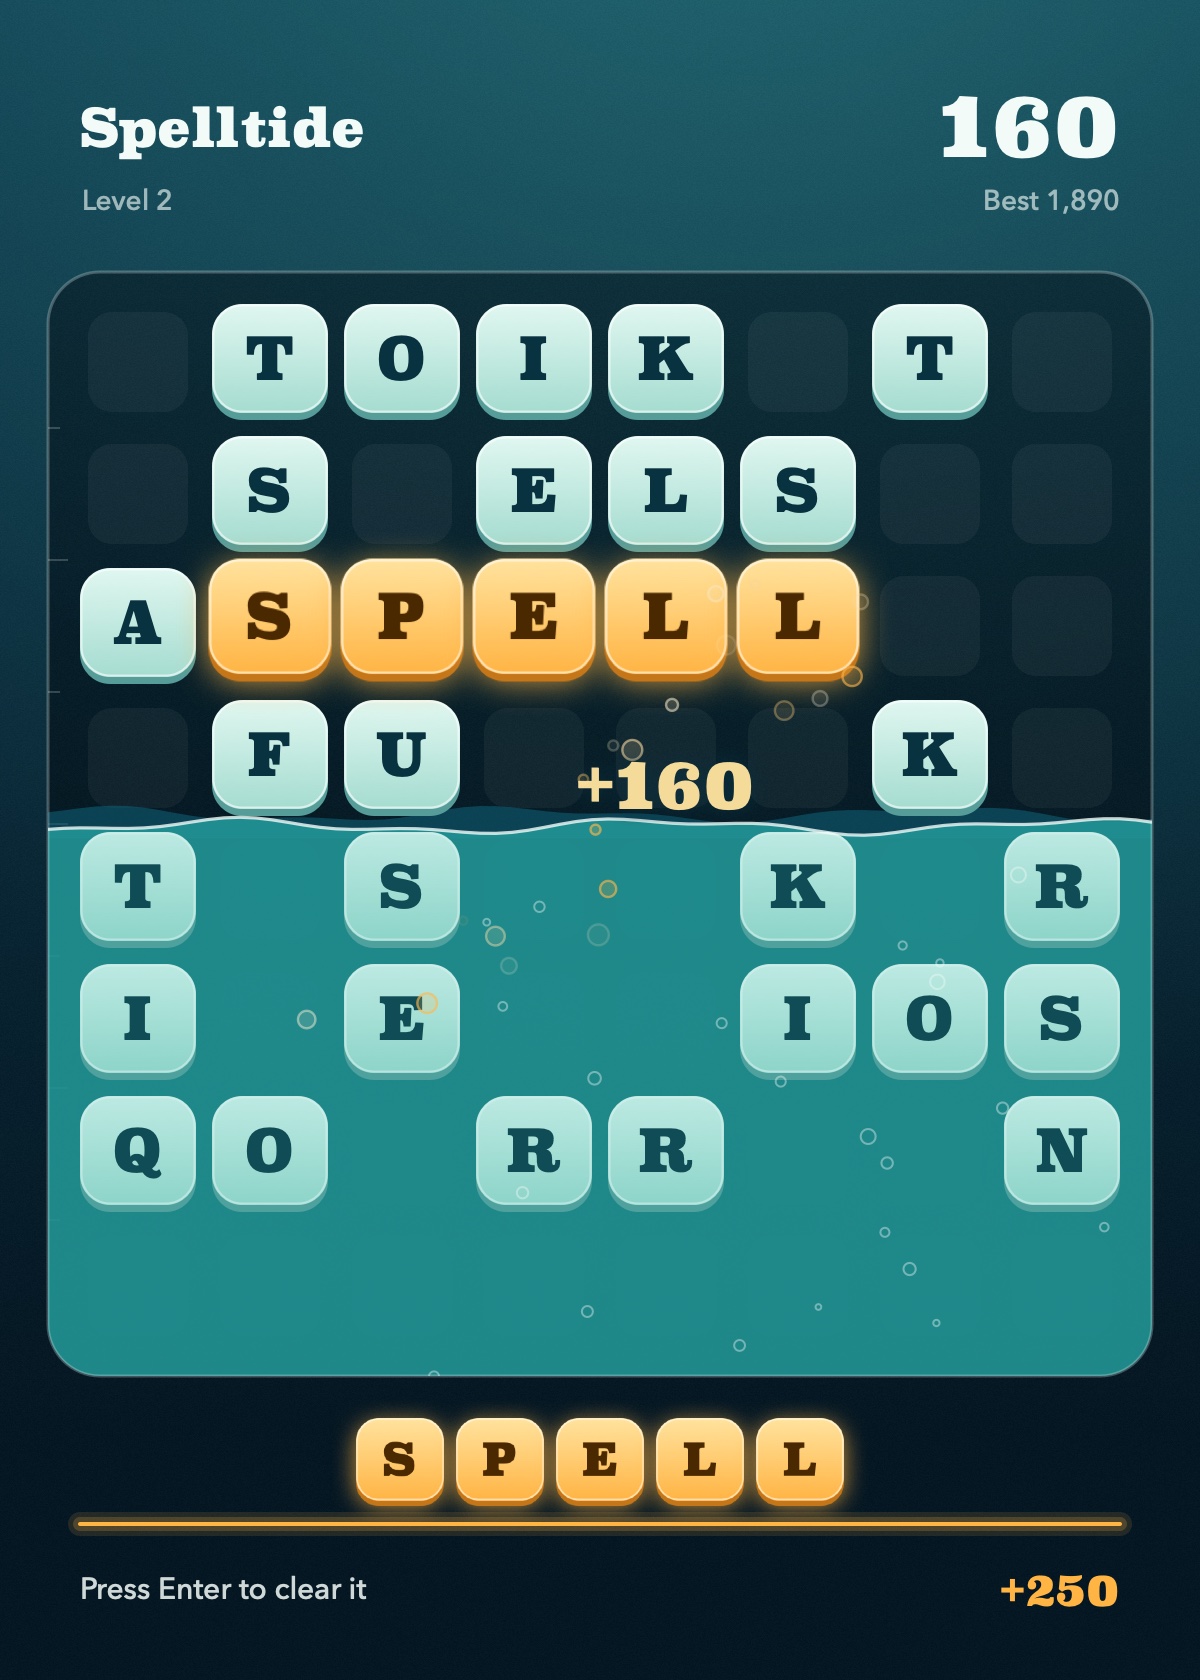 Spelltide
160
Level 2
Best 1,890
T O I K T
S E L S
A S P E L L
F U K
+160
T S K R
I E I O S
Q O R R N
S P E L L
Press Enter to clear it
+250